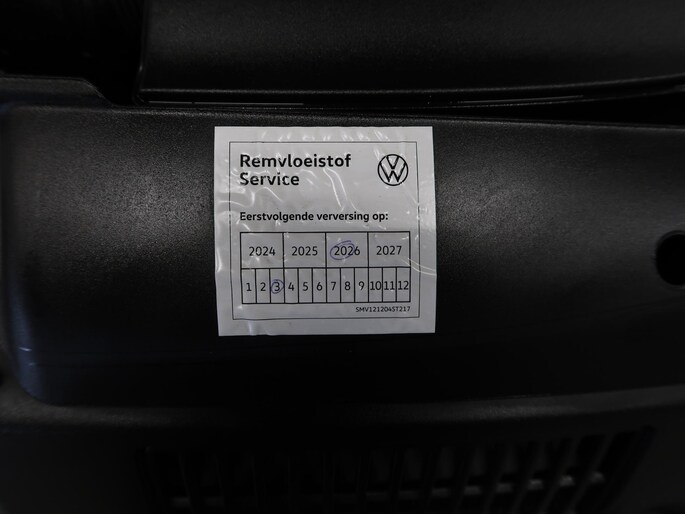 Remvloeistof
Service
Eerstvolgende verversing op:
2024 2025 2026 2027
1 2 3 4 5 6 7 8 9 10 11 12
SMV1212045T217